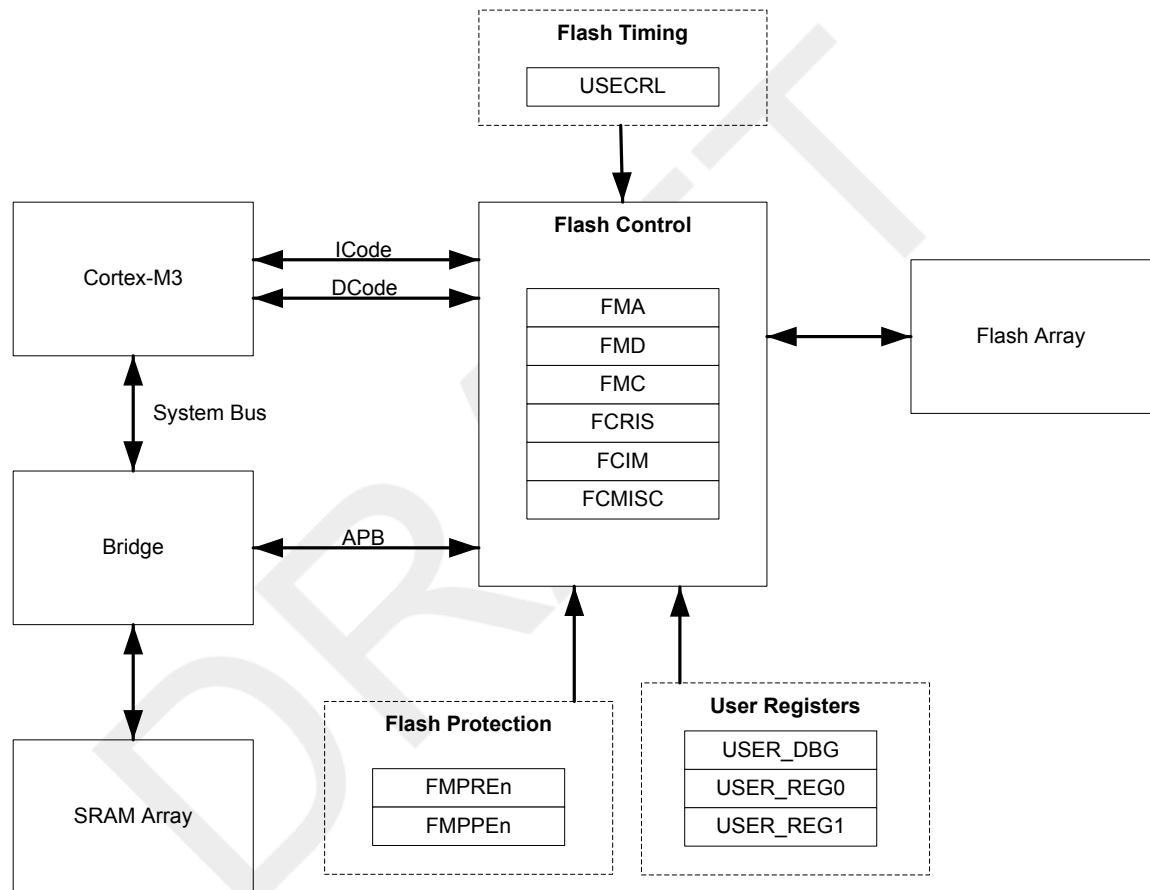 Flash Timing
USECRL
Flash Control
ICode
Cortex-M3
DCode
FMA
FMD
FMC
FCRIS
FCIM
FCMISC
Flash Array
System Bus
Bridge
APB
Flash Protection
FMPREn
FMPPEn
User Registers
USER_DBG
USER_REG0
USER_REG1
SRAM Array
DRAFT